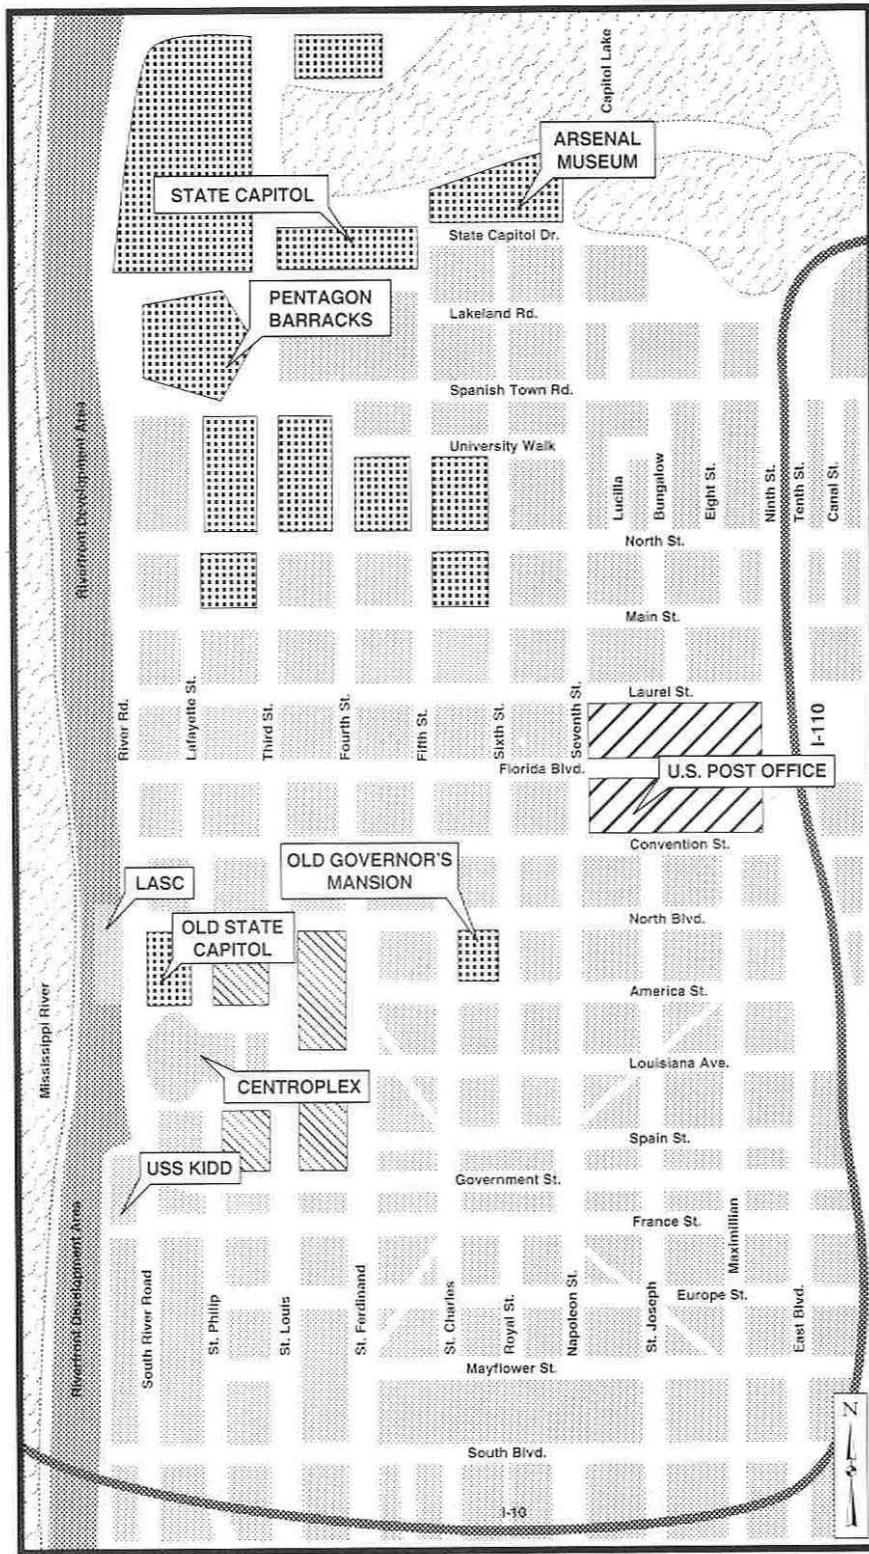 Capitol Lake
ARSENAL
MUSEUM
STATE CAPITOL
State Capitol Dr.
PENTAGON
BARRACKS
Lakeland Rd.
Spanish Town Rd.
Riverfront Development Area
University Walk
Lucilla
Bungalow
Eight St.
Ninth St.
Tenth St.
Canal St.
North St.
Main St.
River Rd.
Lafayette St.
Third St.
Fourth St.
Fifth St.
Sixth St.
Seventh St.
Laurel St.
I-110
Florida Blvd.
U.S. POST OFFICE
Convention St.
LASC
OLD GOVERNOR'S
MANSION
North Blvd.
OLD STATE
CAPITOL
America St.
Mississippi River
Louisiana Ave.
CENTROPLEX
Spain St.
USS KIDD
Government St.
France St.
Maximillian
Riverfront Development Area
South River Road
St. Philip
St. Louis
St. Ferdinand
St. Charles
Royal St.
Napoleon St.
St. Joseph
Europe St.
East Blvd.
Mayflower St.
N
South Blvd.
I-10